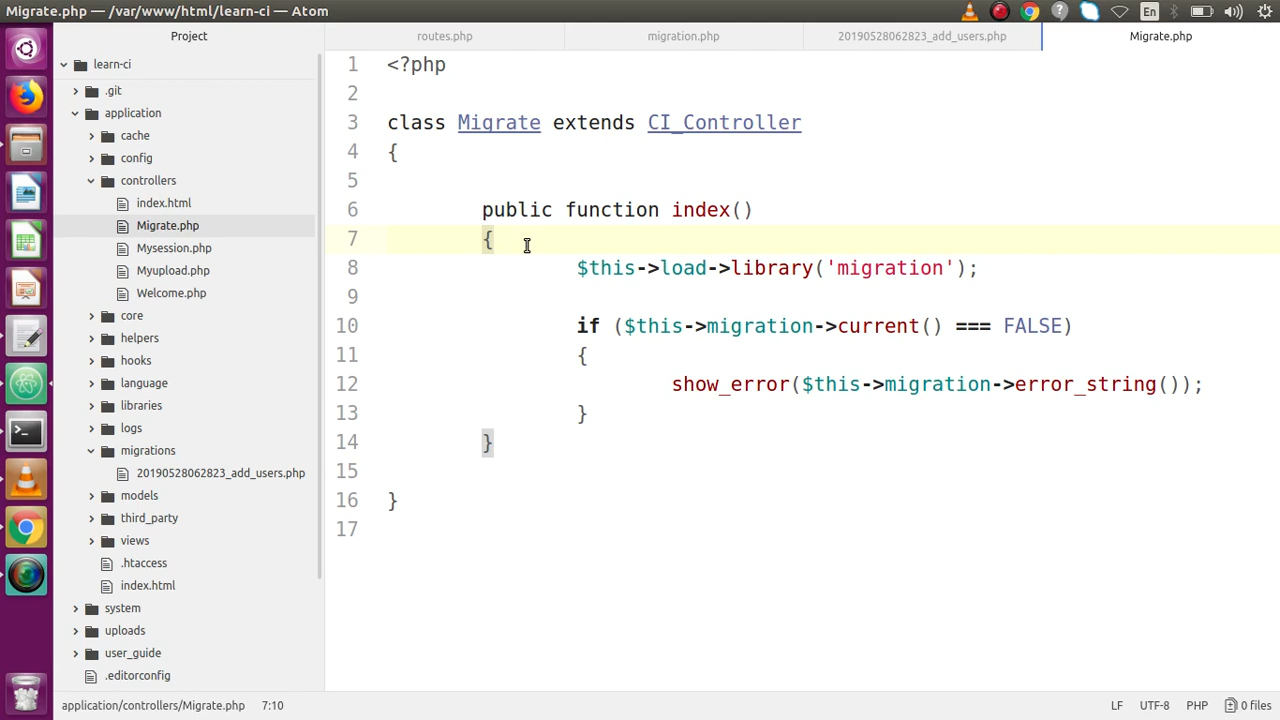 Migrate.php — /var/www/html/learn-ci — Atom
En
Project
routes.php
migration.php
20190528062823_add_users.php
Migrate.php
learn-ci
.git
application
cache
config
controllers
index.html
Migrate.php
Mysession.php
Myupload.php
Welcome.php
core
helpers
hooks
language
libraries
logs
migrations
20190528062823_add_users.php
models
third_party
views
.htaccess
index.html
system
uploads
user_guide
.editorconfig
1 <?php
2
3 class Migrate extends CI_Controller
4 {
5
6 public function index()
7 {
8 $this->load->library('migration');
9
10 if ($this->migration->current() === FALSE)
11 {
12 show_error($this->migration->error_string());
13 }
14 }
15
16 }
17
application/controllers/Migrate.php 7:10
LF UTF-8 PHP 0 files